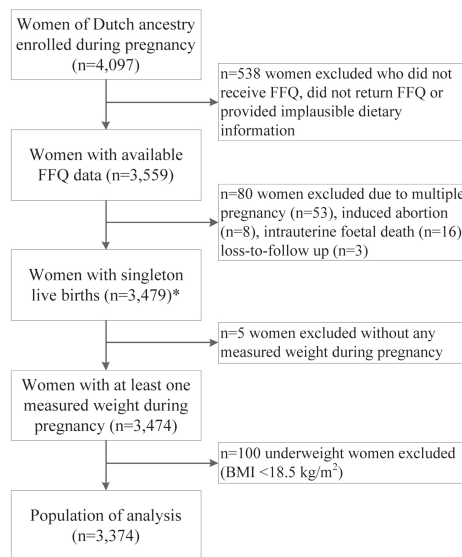 Women of Dutch ancestry
enrolled during pregnancy
(n=4,097)
n=538 women excluded who did not
receive FFQ, did not return FFQ or
provided implausible dietary
information
Women with available
FFQ data (n=3,559)
n=80 women excluded due to multiple
pregnancy (n=53), induced abortion
(n=8), intrauterine foetal death (n=16)
loss-to-follow up (n=3)
Women with singleton
live births (n=3,479)*
n=5 women excluded without any
measured weight during pregnancy
Women with at least one
measured weight during
pregnancy (n=3,474)
n=100 underweight women excluded
(BMI <18.5 kg/m²)
Population of analysis
(n=3,374)